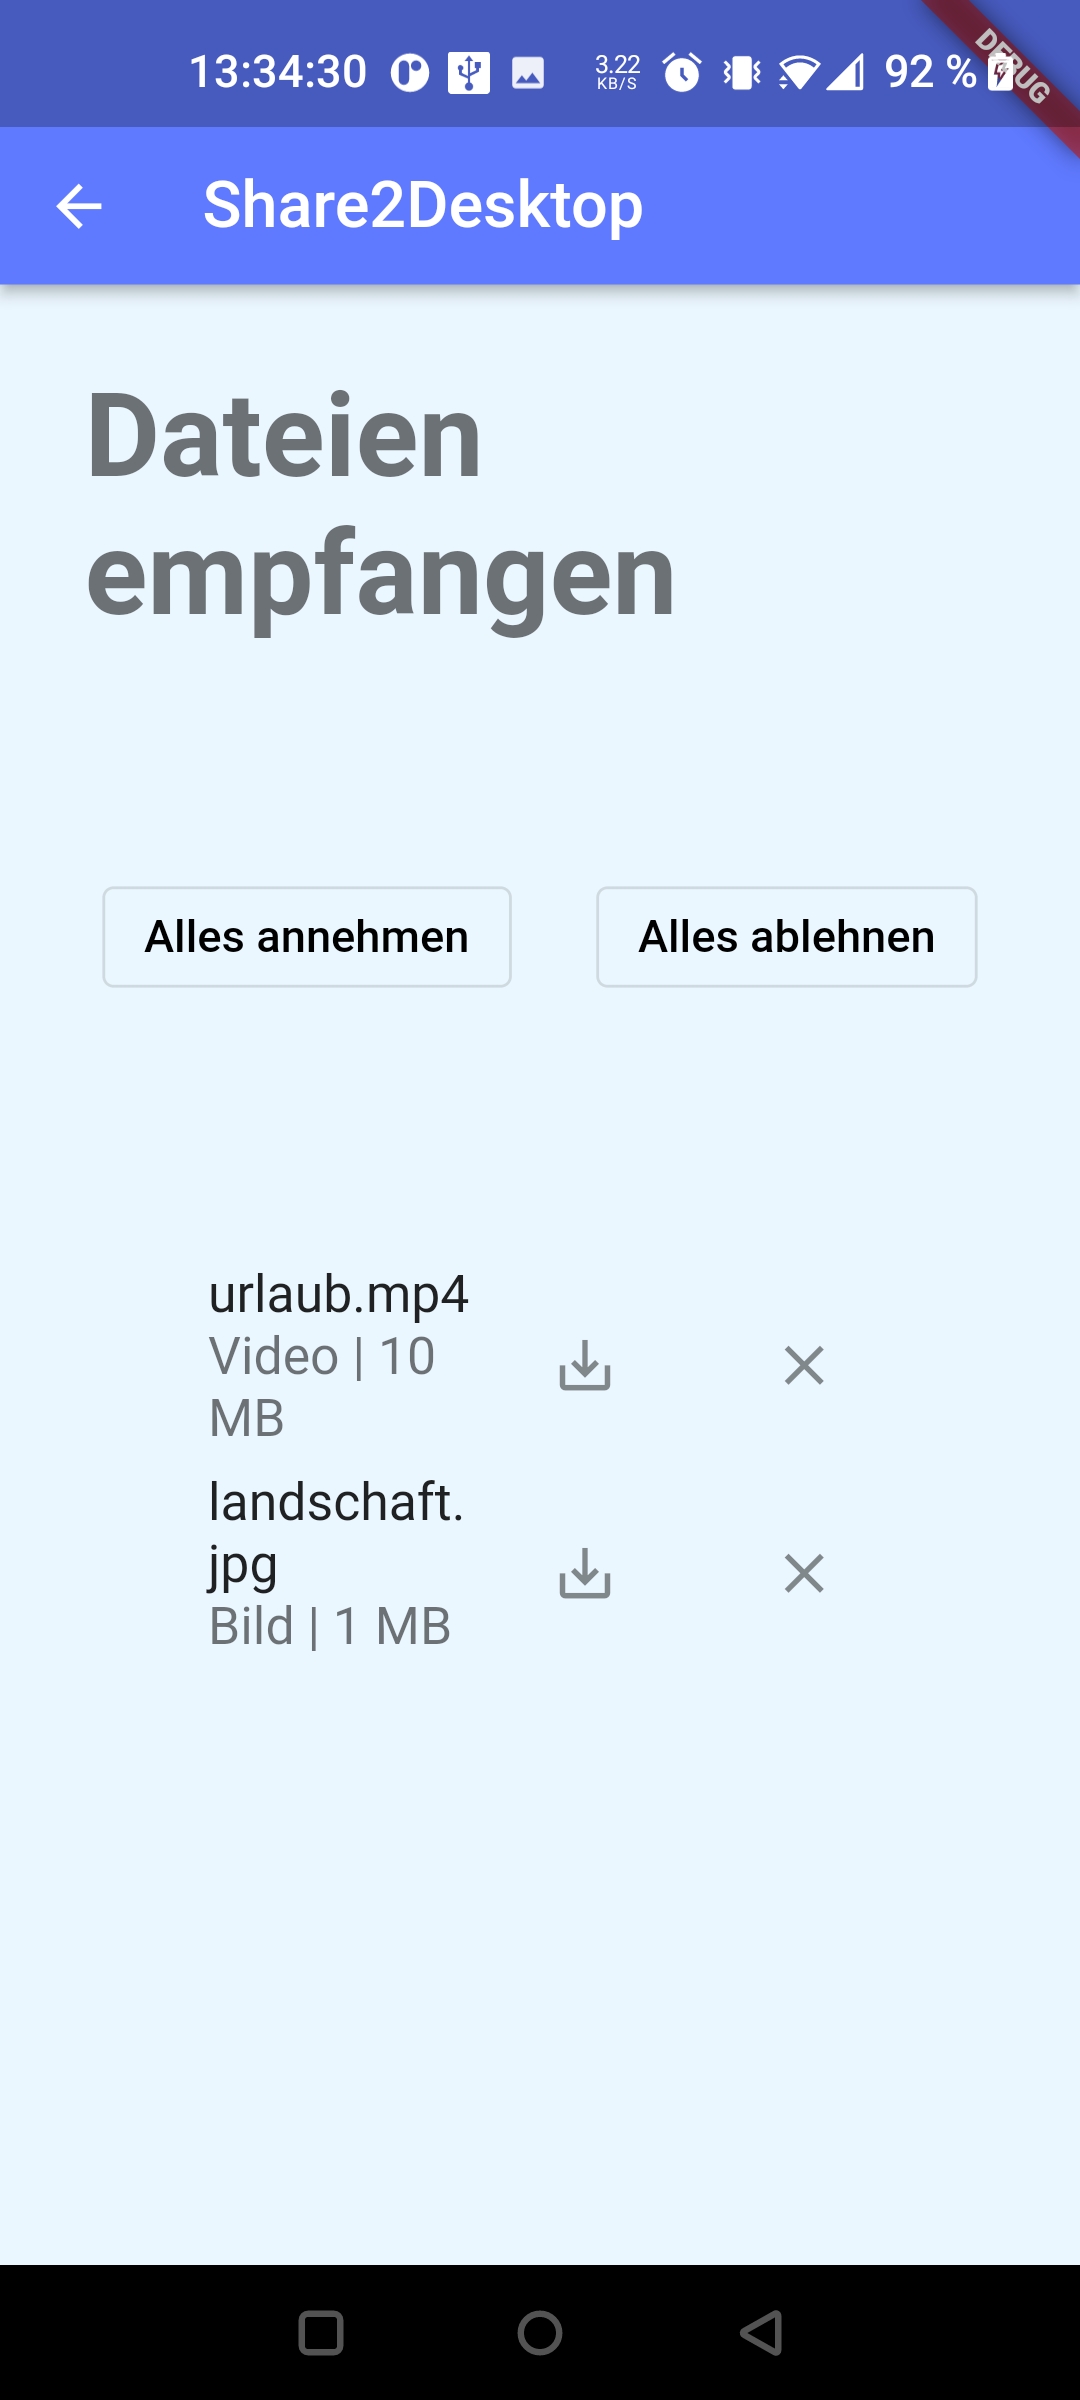 13:34:30 3.22 KB/S 92 % DEBUG
Share2Desktop
Dateien
empfangen
Alles annehmen Alles ablehnen
urlaub.mp4
Video | 10
MB
landschaft.
jpg
Bild | 1 MB